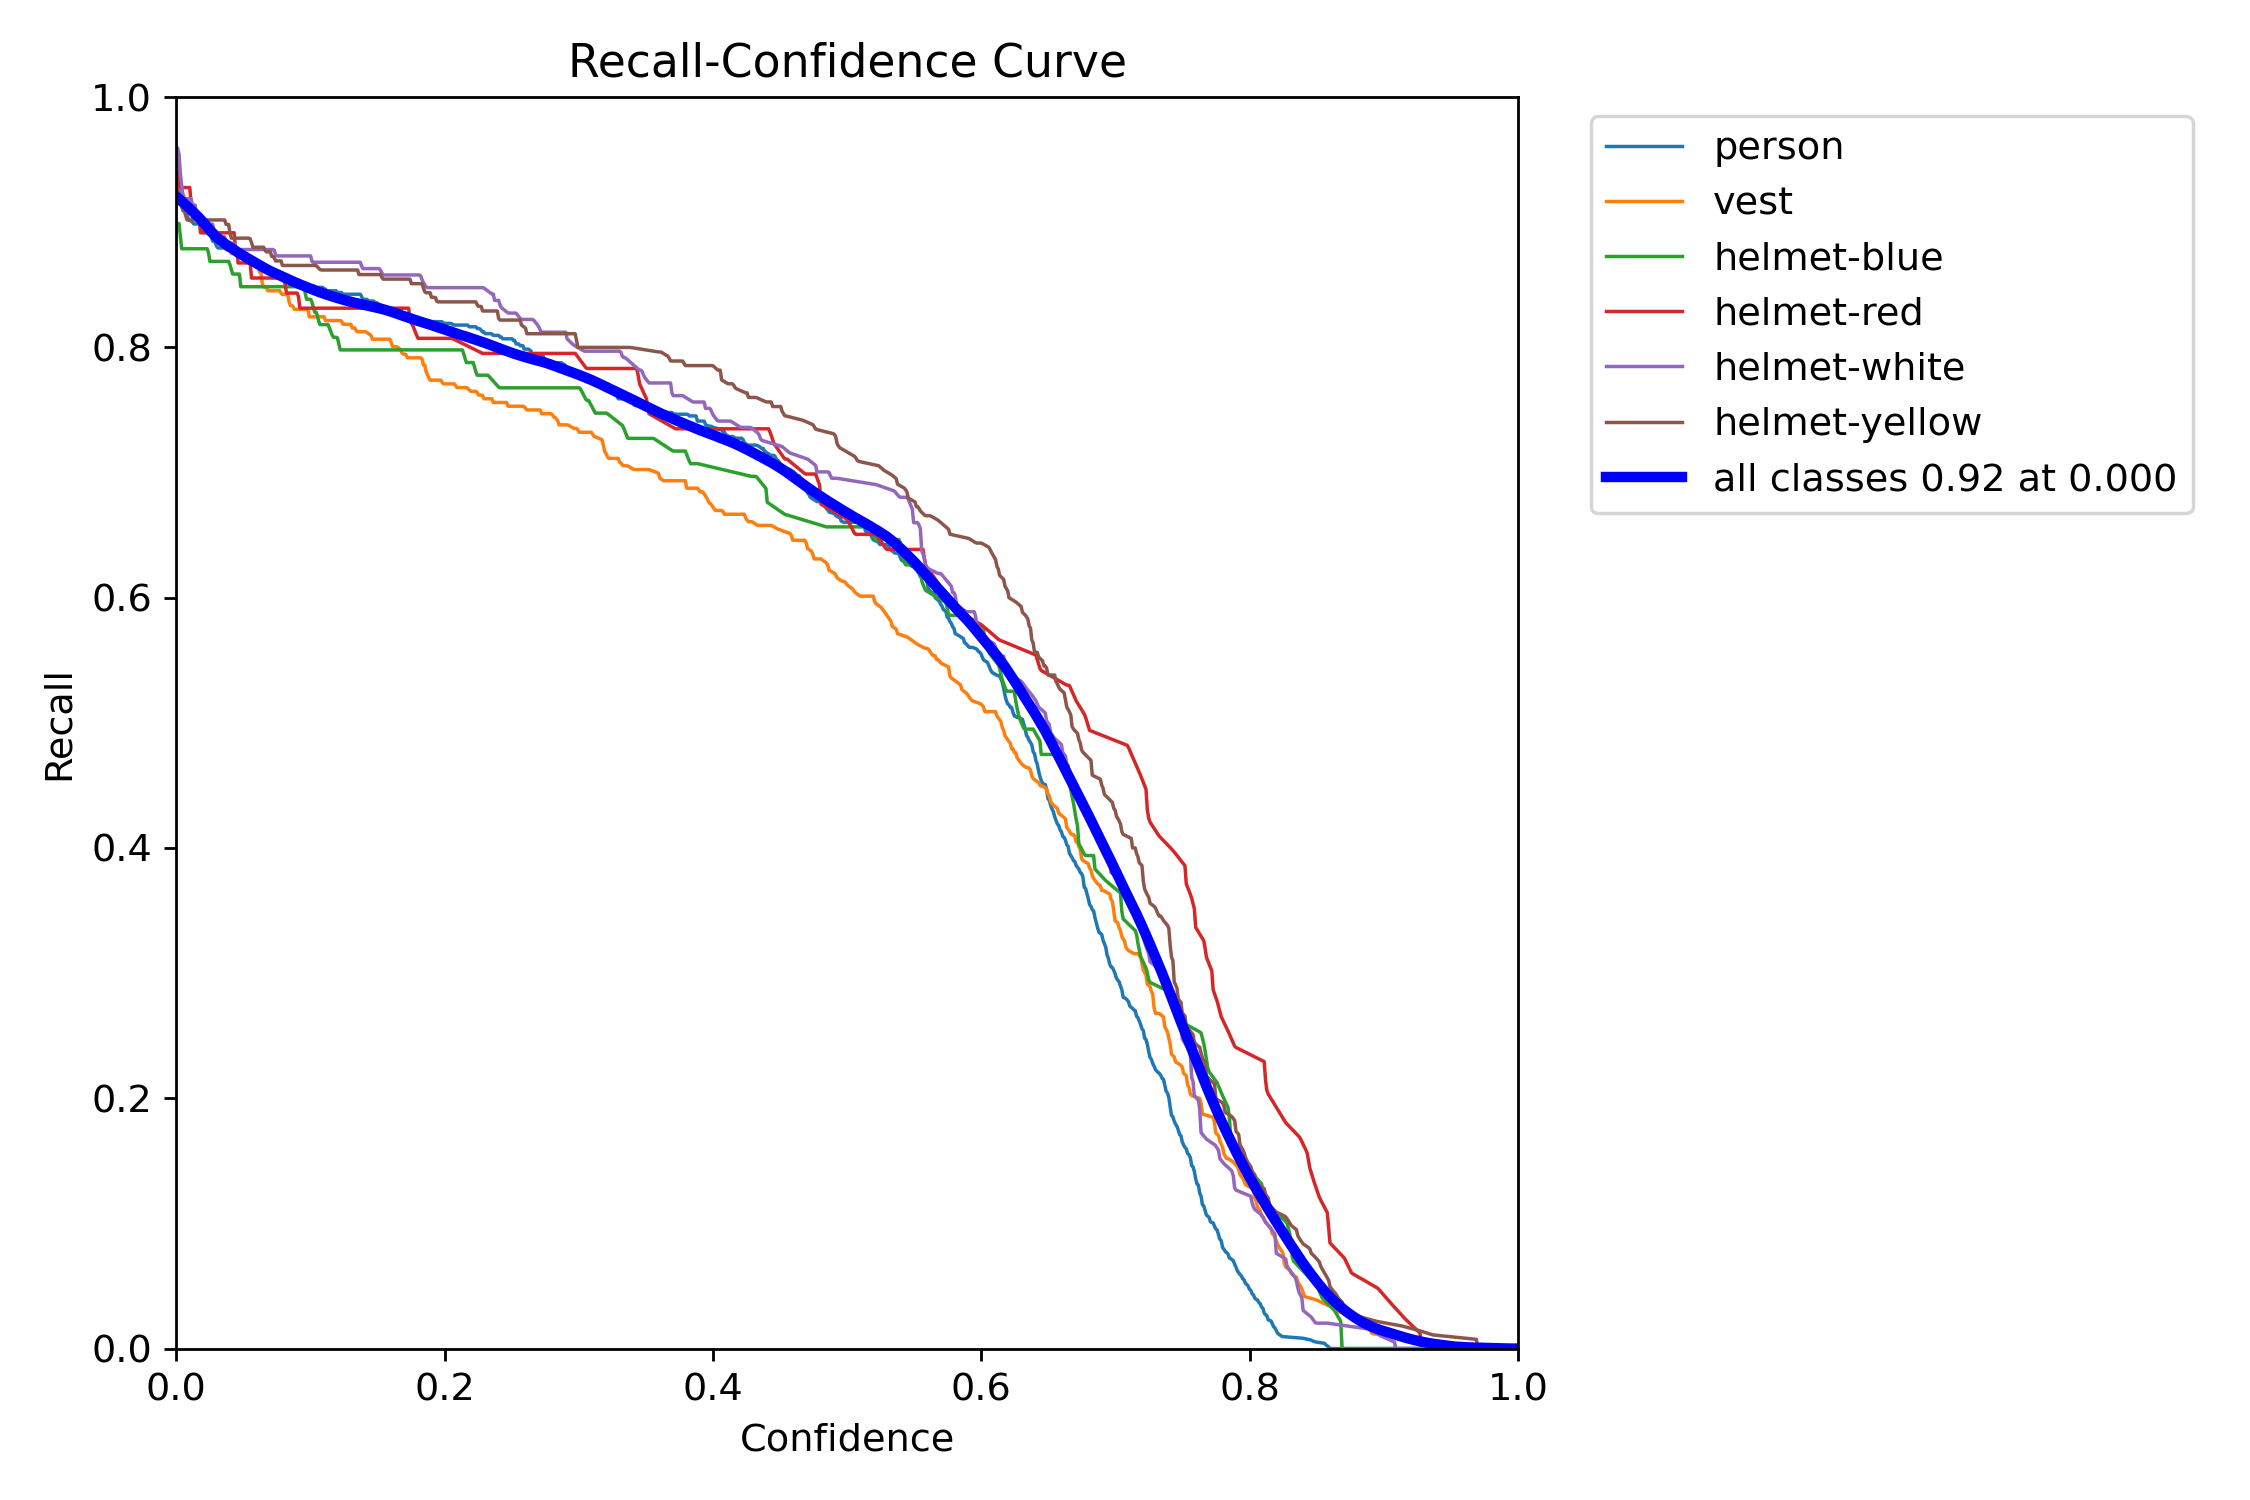 Recall-Confidence Curve
1.0
0.8
0.6
0.4
0.2
0.0
Recall
0.0 0.2 0.4 0.6 0.8 1.0
Confidence
person
vest
helmet-blue
helmet-red
helmet-white
helmet-yellow
all classes 0.92 at 0.000